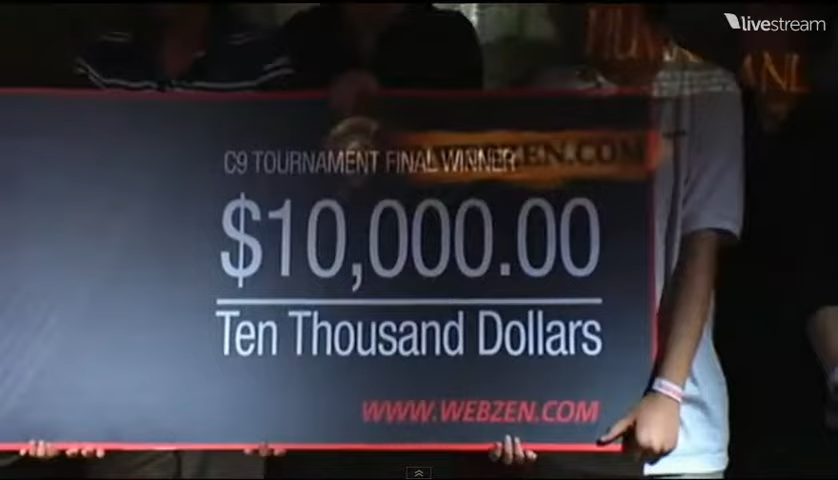 livestream
C9 TOURNAMENT FINAL WINNER
$10,000.00
Ten Thousand Dollars
WWW.WEBZEN.COM